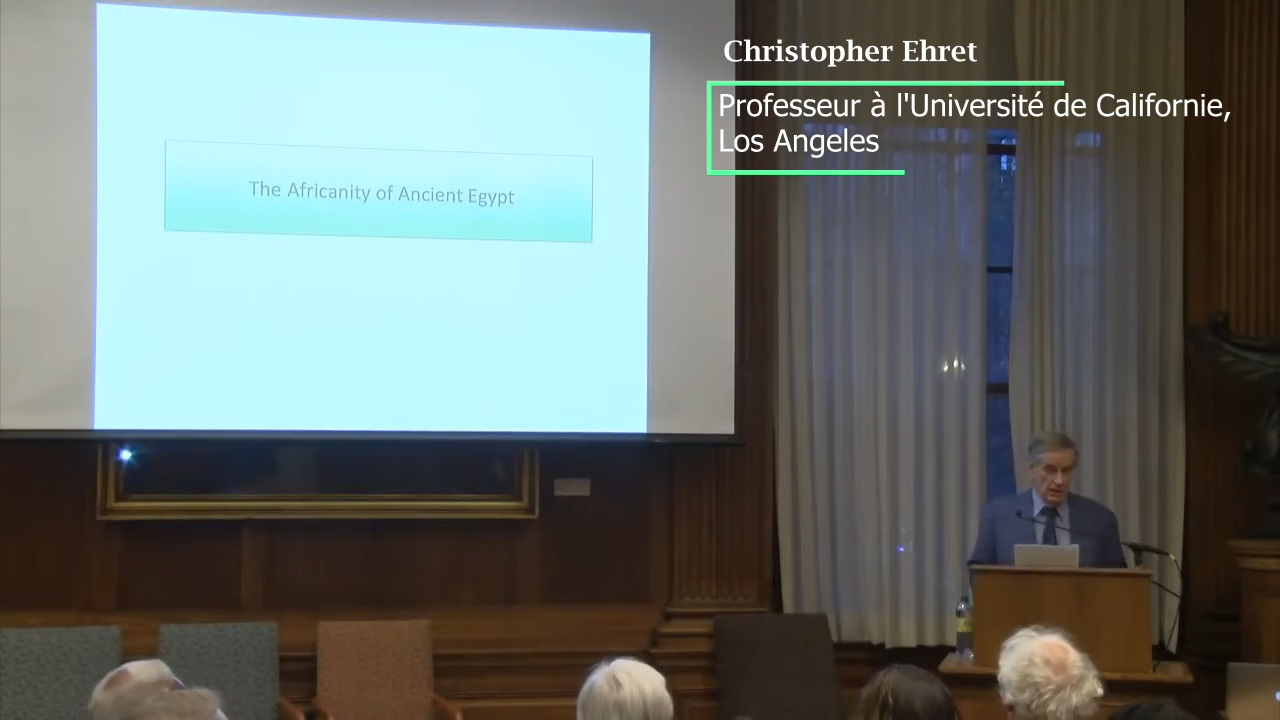 Christopher Ehret
Professeur à l'Université de Californie,
Los Angeles
The Africanity of Ancient Egypt